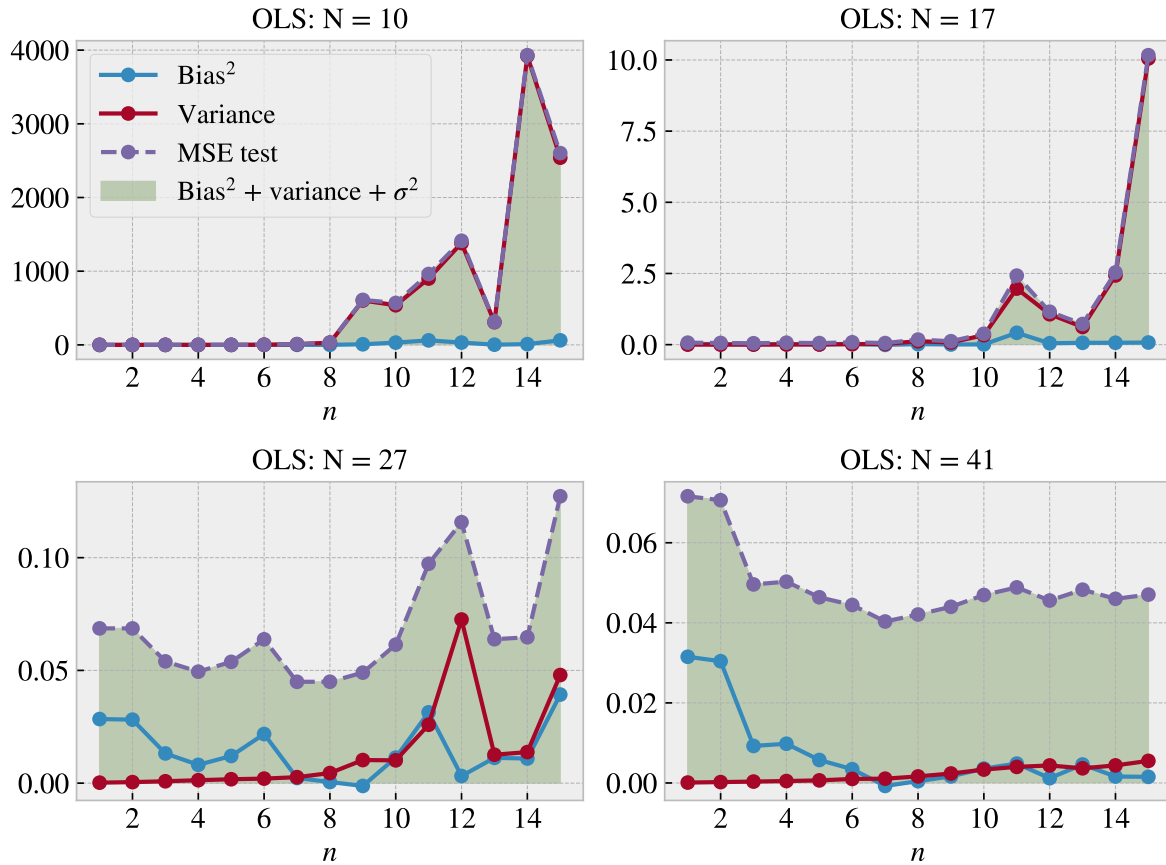 OLS: N = 10
4000
3000
2000
1000
0
Bias²
Variance
MSE test
Bias² + variance + σ²
2 4 6 8 10 12 14
n
OLS: N = 17
10.0
7.5
5.0
2.5
0.0
2 4 6 8 10 12 14
n
OLS: N = 27
0.10
0.05
0.00
2 4 6 8 10 12 14
n
OLS: N = 41
0.06
0.04
0.02
0.00
2 4 6 8 10 12 14
n